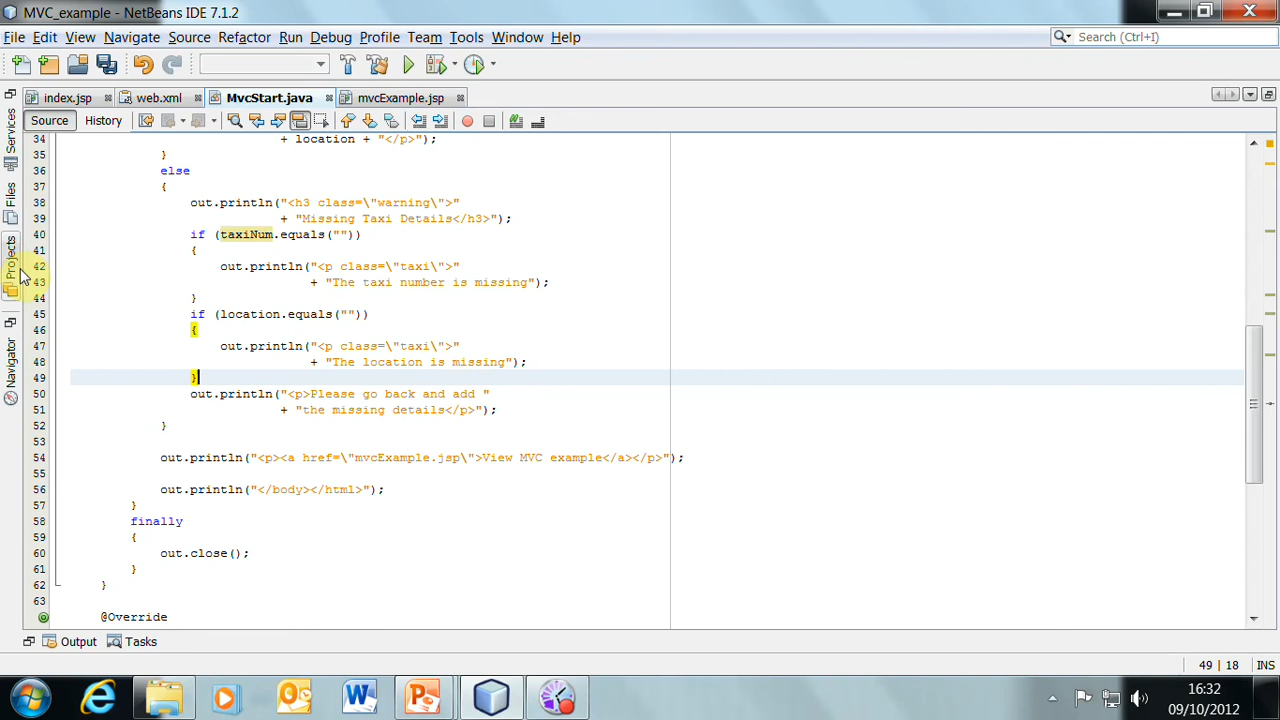 MVC_example - NetBeans IDE 7.1.2
File Edit View Navigate Source Refactor Run Debug Profile Team Tools Window Help
Search (Ctrl+I)
index.jsp web.xml MvcStart.java mvcExample.jsp
Source History
Services
Files
Projects
Navigator
34 + location + "</p>");
35 }
36 else
37 {
38 out.println("<h3 class=\"warning\">"
39 + "Missing Taxi Details</h3>");
40 if (taxiNum.equals(""))
41 {
42 out.println("<p class=\"taxi\">"
43 + "The taxi number is missing");
44 }
45 if (location.equals(""))
46 {
47 out.println("<p class=\"taxi\">"
48 + "The location is missing");
49 }
50 out.println("<p>Please go back and add "
51 + "the missing details</p>");
52 }
53
54 out.println("<p><a href=\"mvcExample.jsp\">View MVC example</a></p>");
55
56 out.println("</body></html>");
57 }
58 finally
59 {
60 out.close();
61 }
62 }
63
@Override
Output Tasks
49 | 18 INS
16:32
09/10/2012